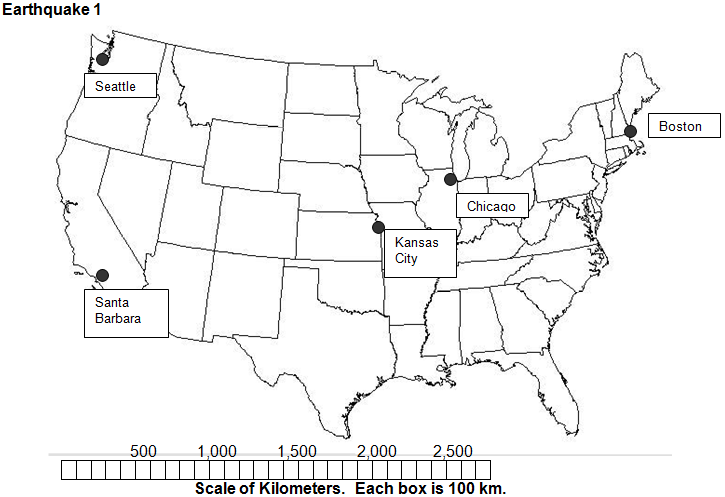 Earthquake 1
Seattle
Boston
Chicago
Kansas
City
Santa
Barbara
500 1,000 1,500 2,000 2,500
Scale of Kilometers. Each box is 100 km.